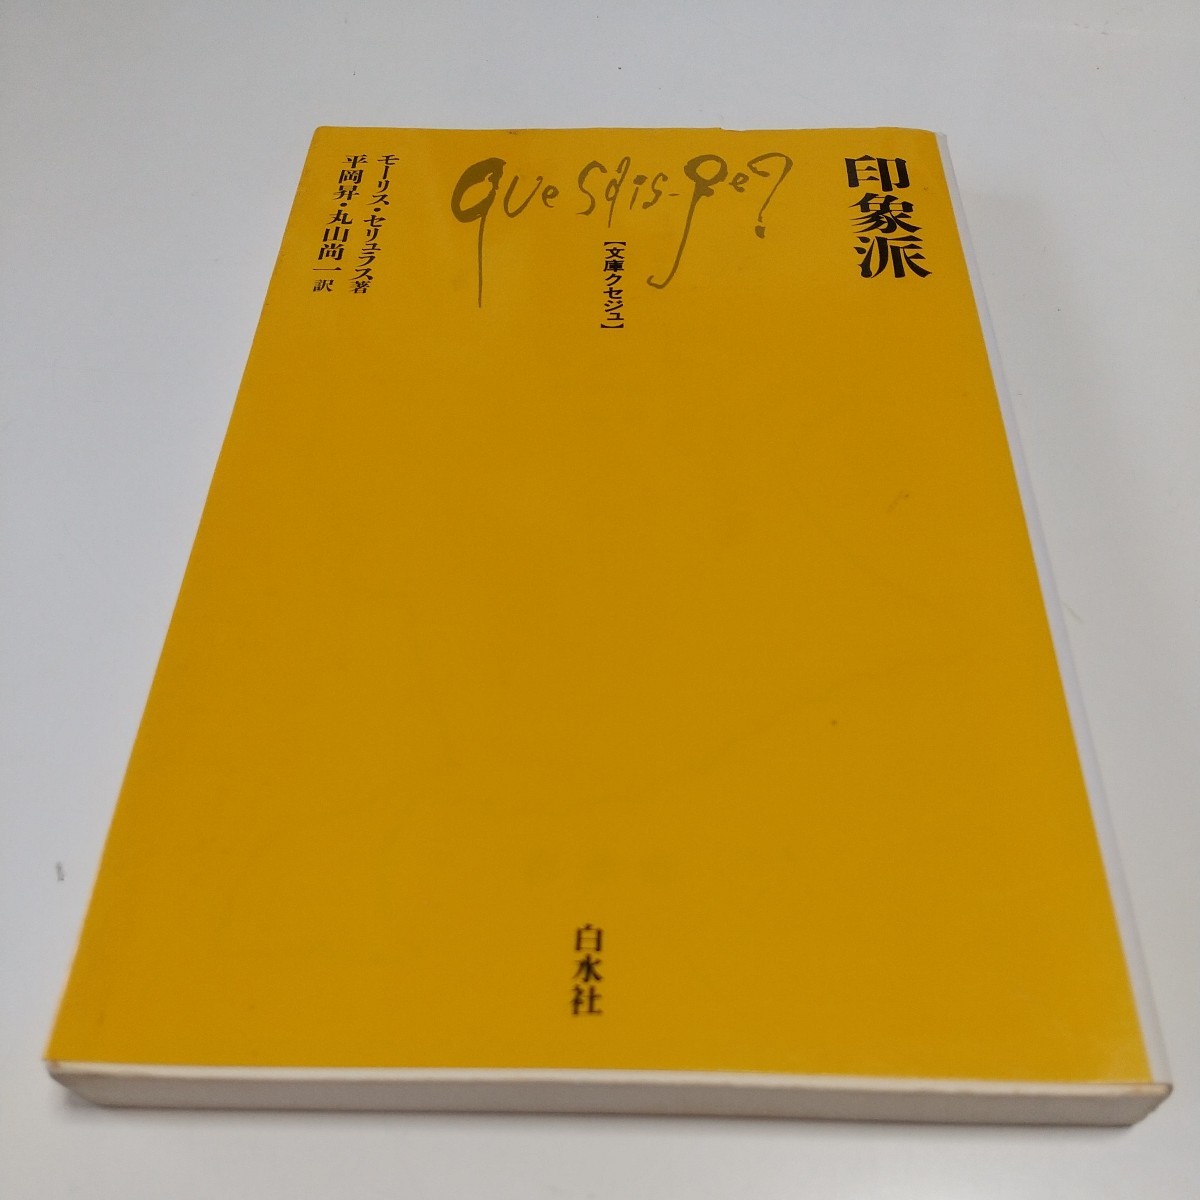 印象派
que sais-je?
【文庫クセジュ】
モーリス・セリュラス著
平岡昇・丸山尚一訳
白水社